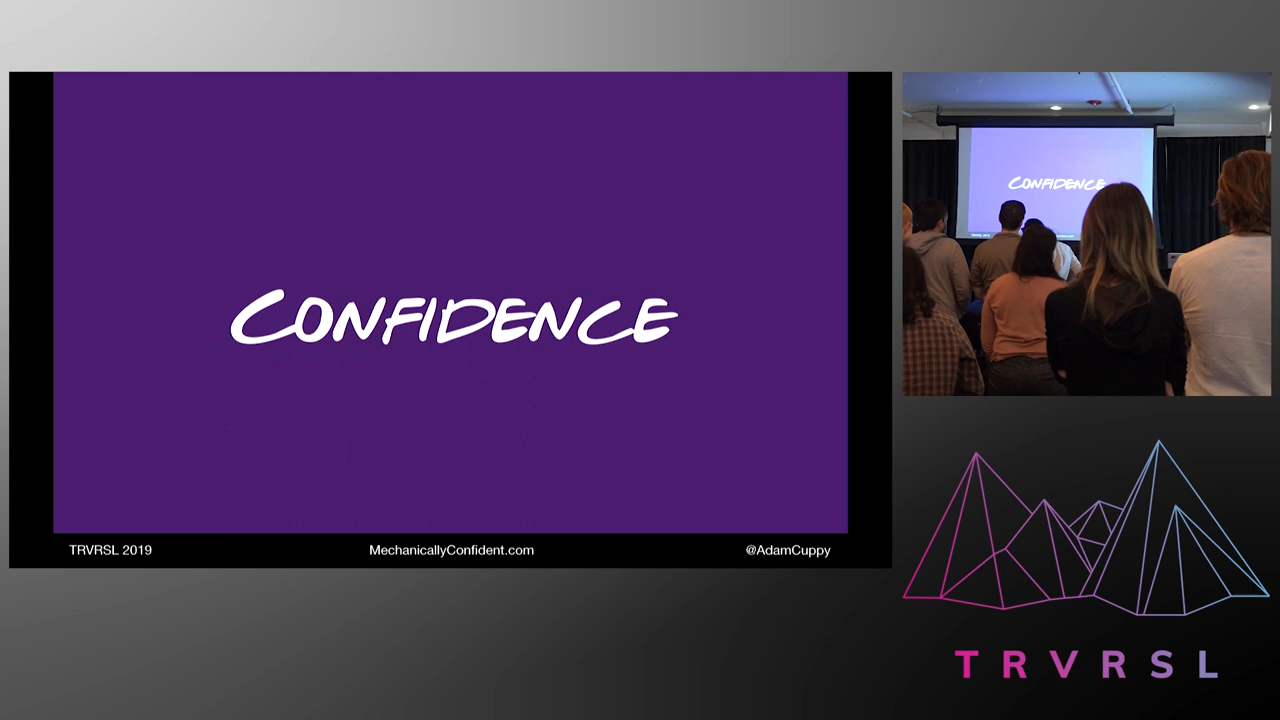 CONFIDENCE
TRVRSL 2019
MechanicallyConfident.com
@AdamCuppy
CONFIDENCE
TRVRSL